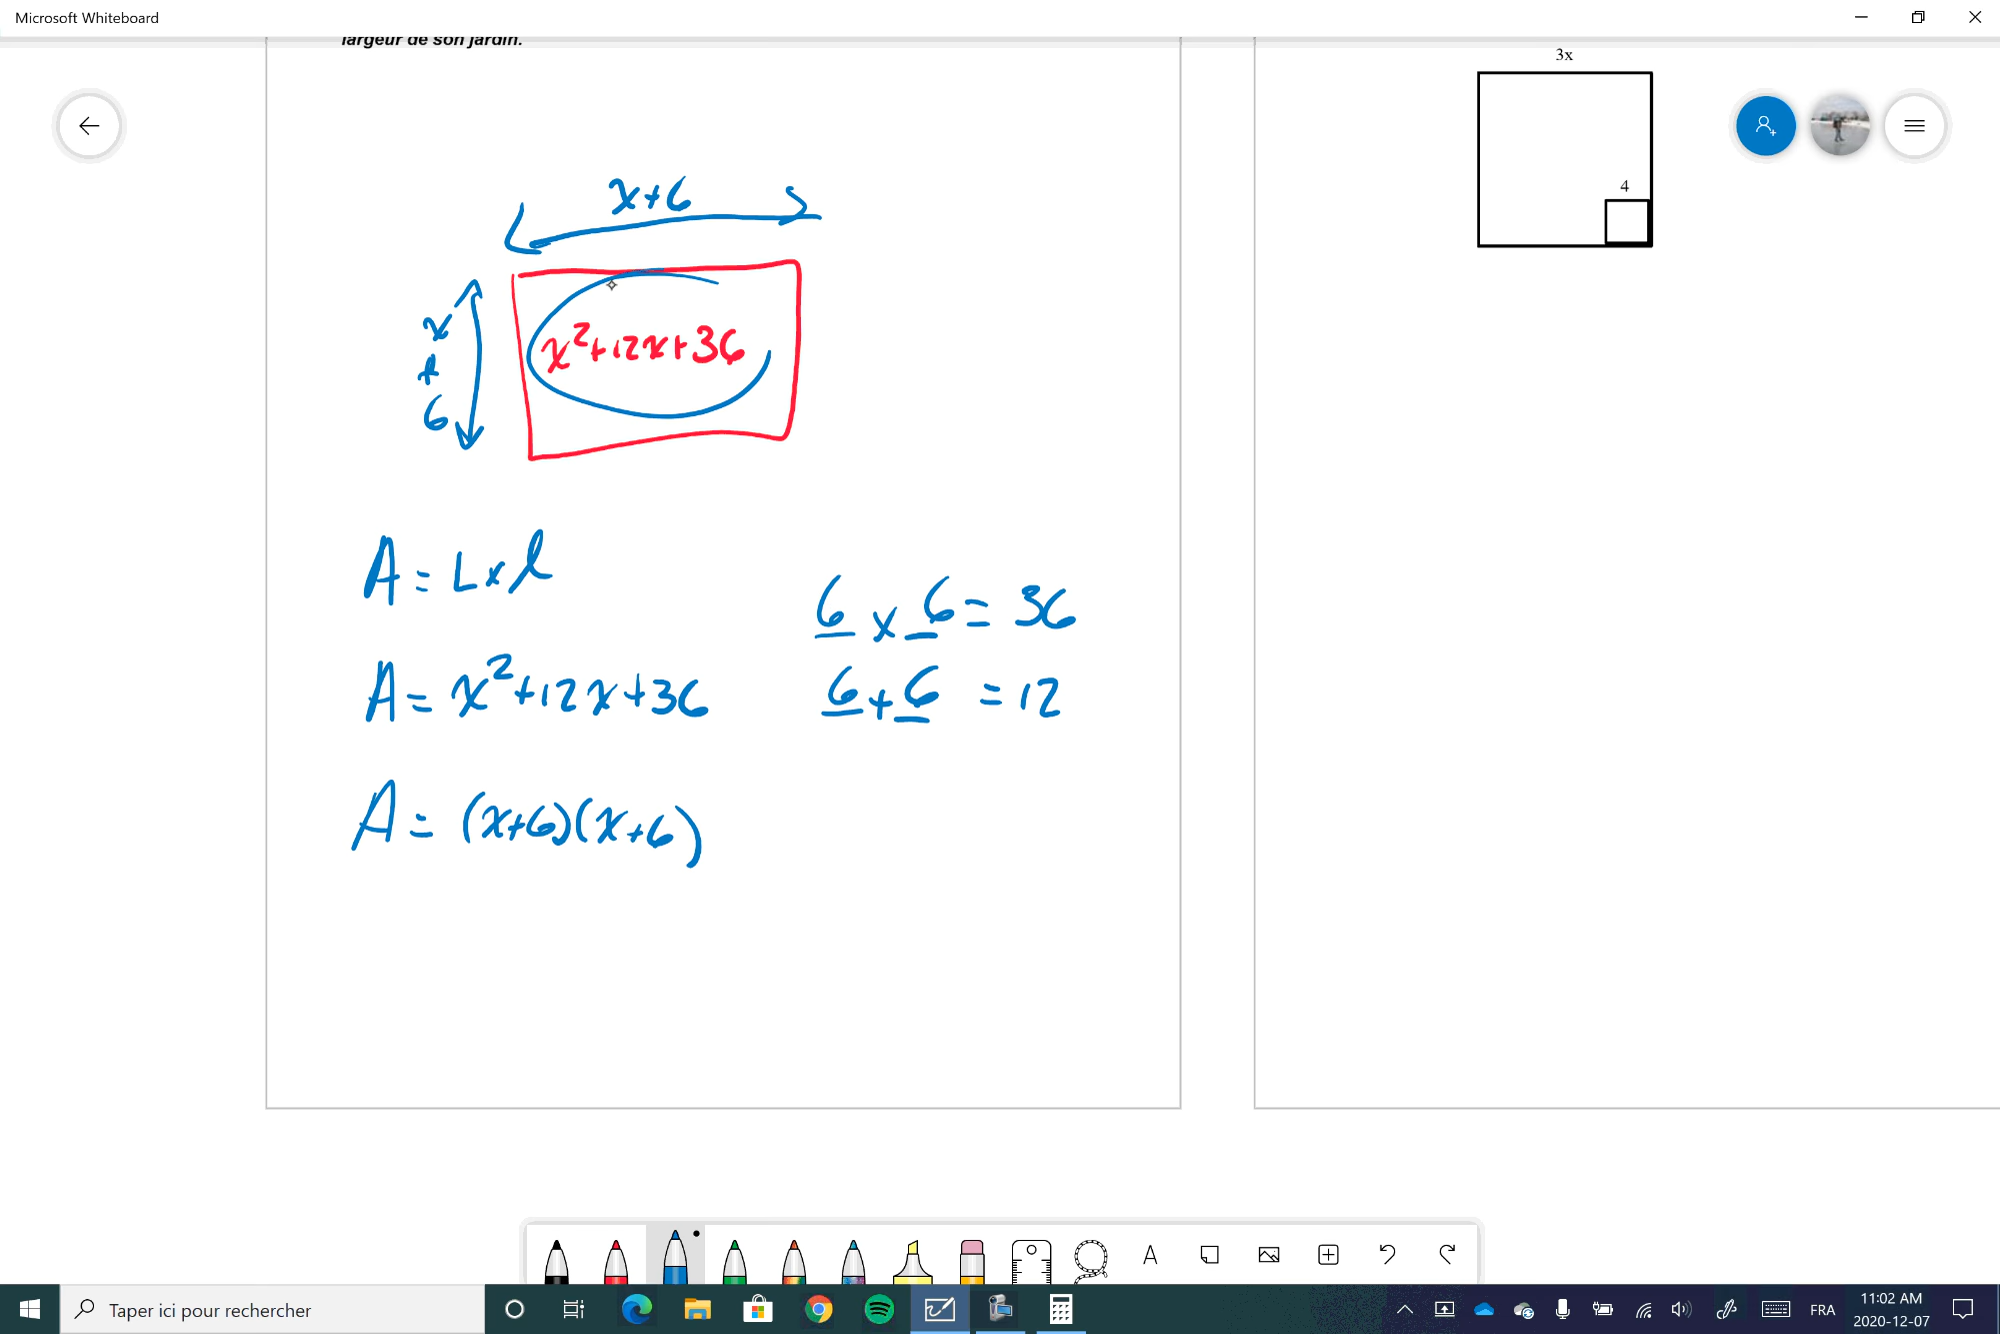 Microsoft Whiteboard
largeur de son jardin.
3x
4
x+6
x
+
6
x²+12x+36
A = L x l
6 x 6 = 36
A = x²+12x+36
6 + 6 = 12
A = (x+6)(x+6)
A
Taper ici pour rechercher
FRA
11:02 AM
2020-12-07